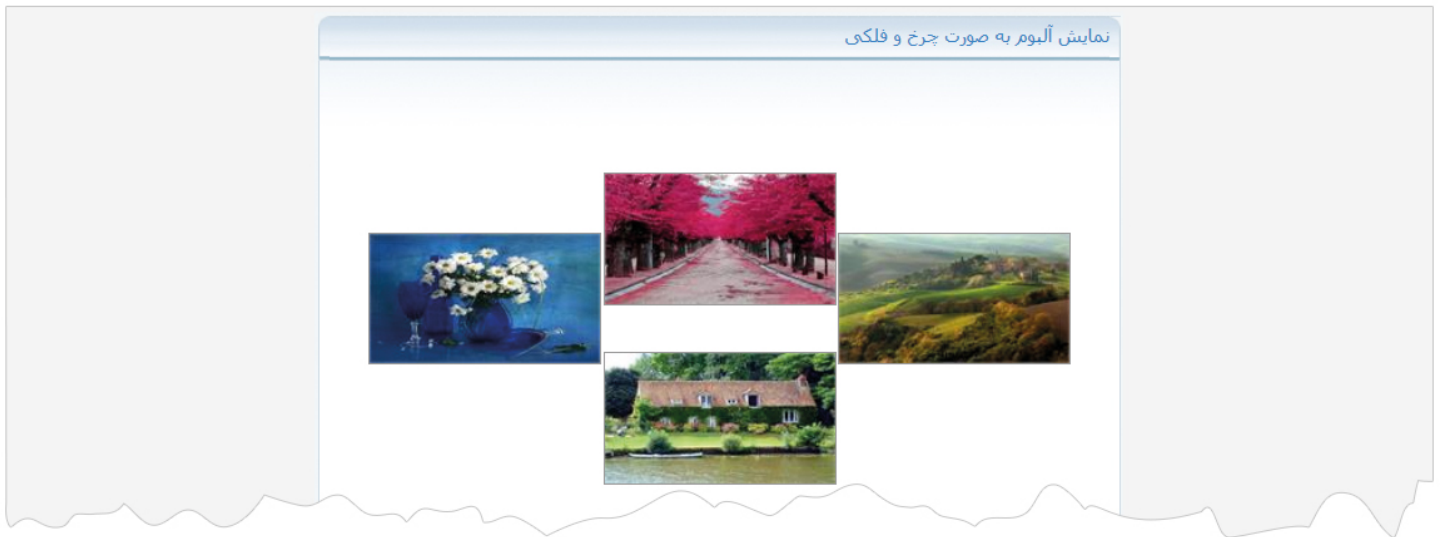 نمایش آلبوم به صورت چرخ و فلکی